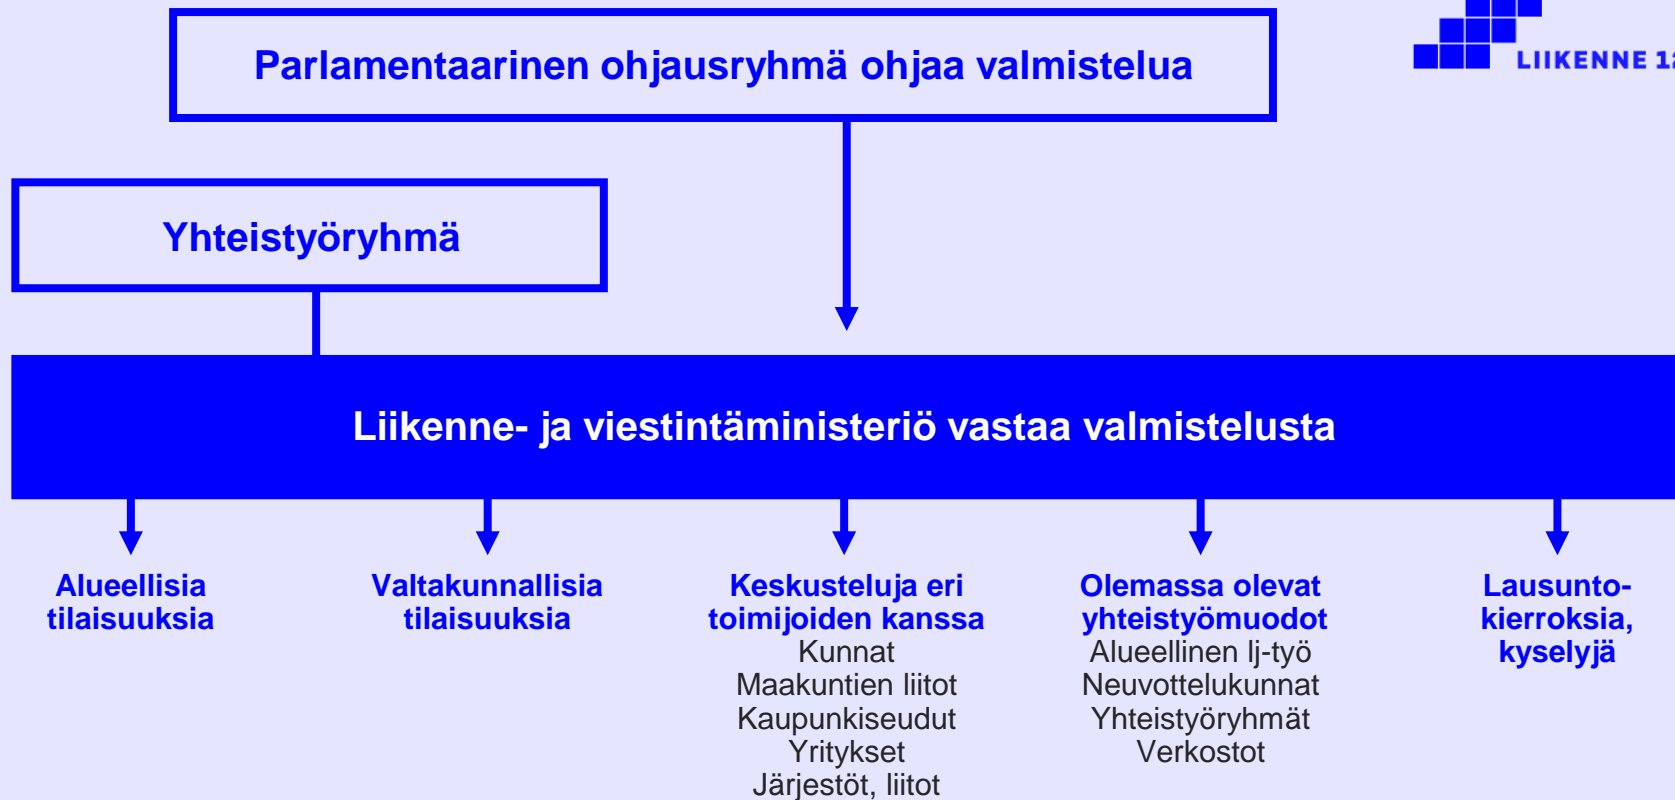 Parlamentaarinen ohjausryhmä ohjaa valmistelua
LIIKENNE 12
Yhteistyöryhmä
Liikenne- ja viestintäministeriö vastaa valmistelusta
Alueellisia
tilaisuuksia
Valtakunnallisia
tilaisuuksia
Keskusteluja eri
toimijoiden kanssa
Kunnat
Maakuntien liitot
Kaupunkiseudut
Yritykset
Järjestöt, liitot
Olemassa olevat
yhteistyömuodot
Alueellinen lj-työ
Neuvottelukunnat
Yhteistyöryhmät
Verkostot
Lausunto-
kierroksia,
kyselyjä